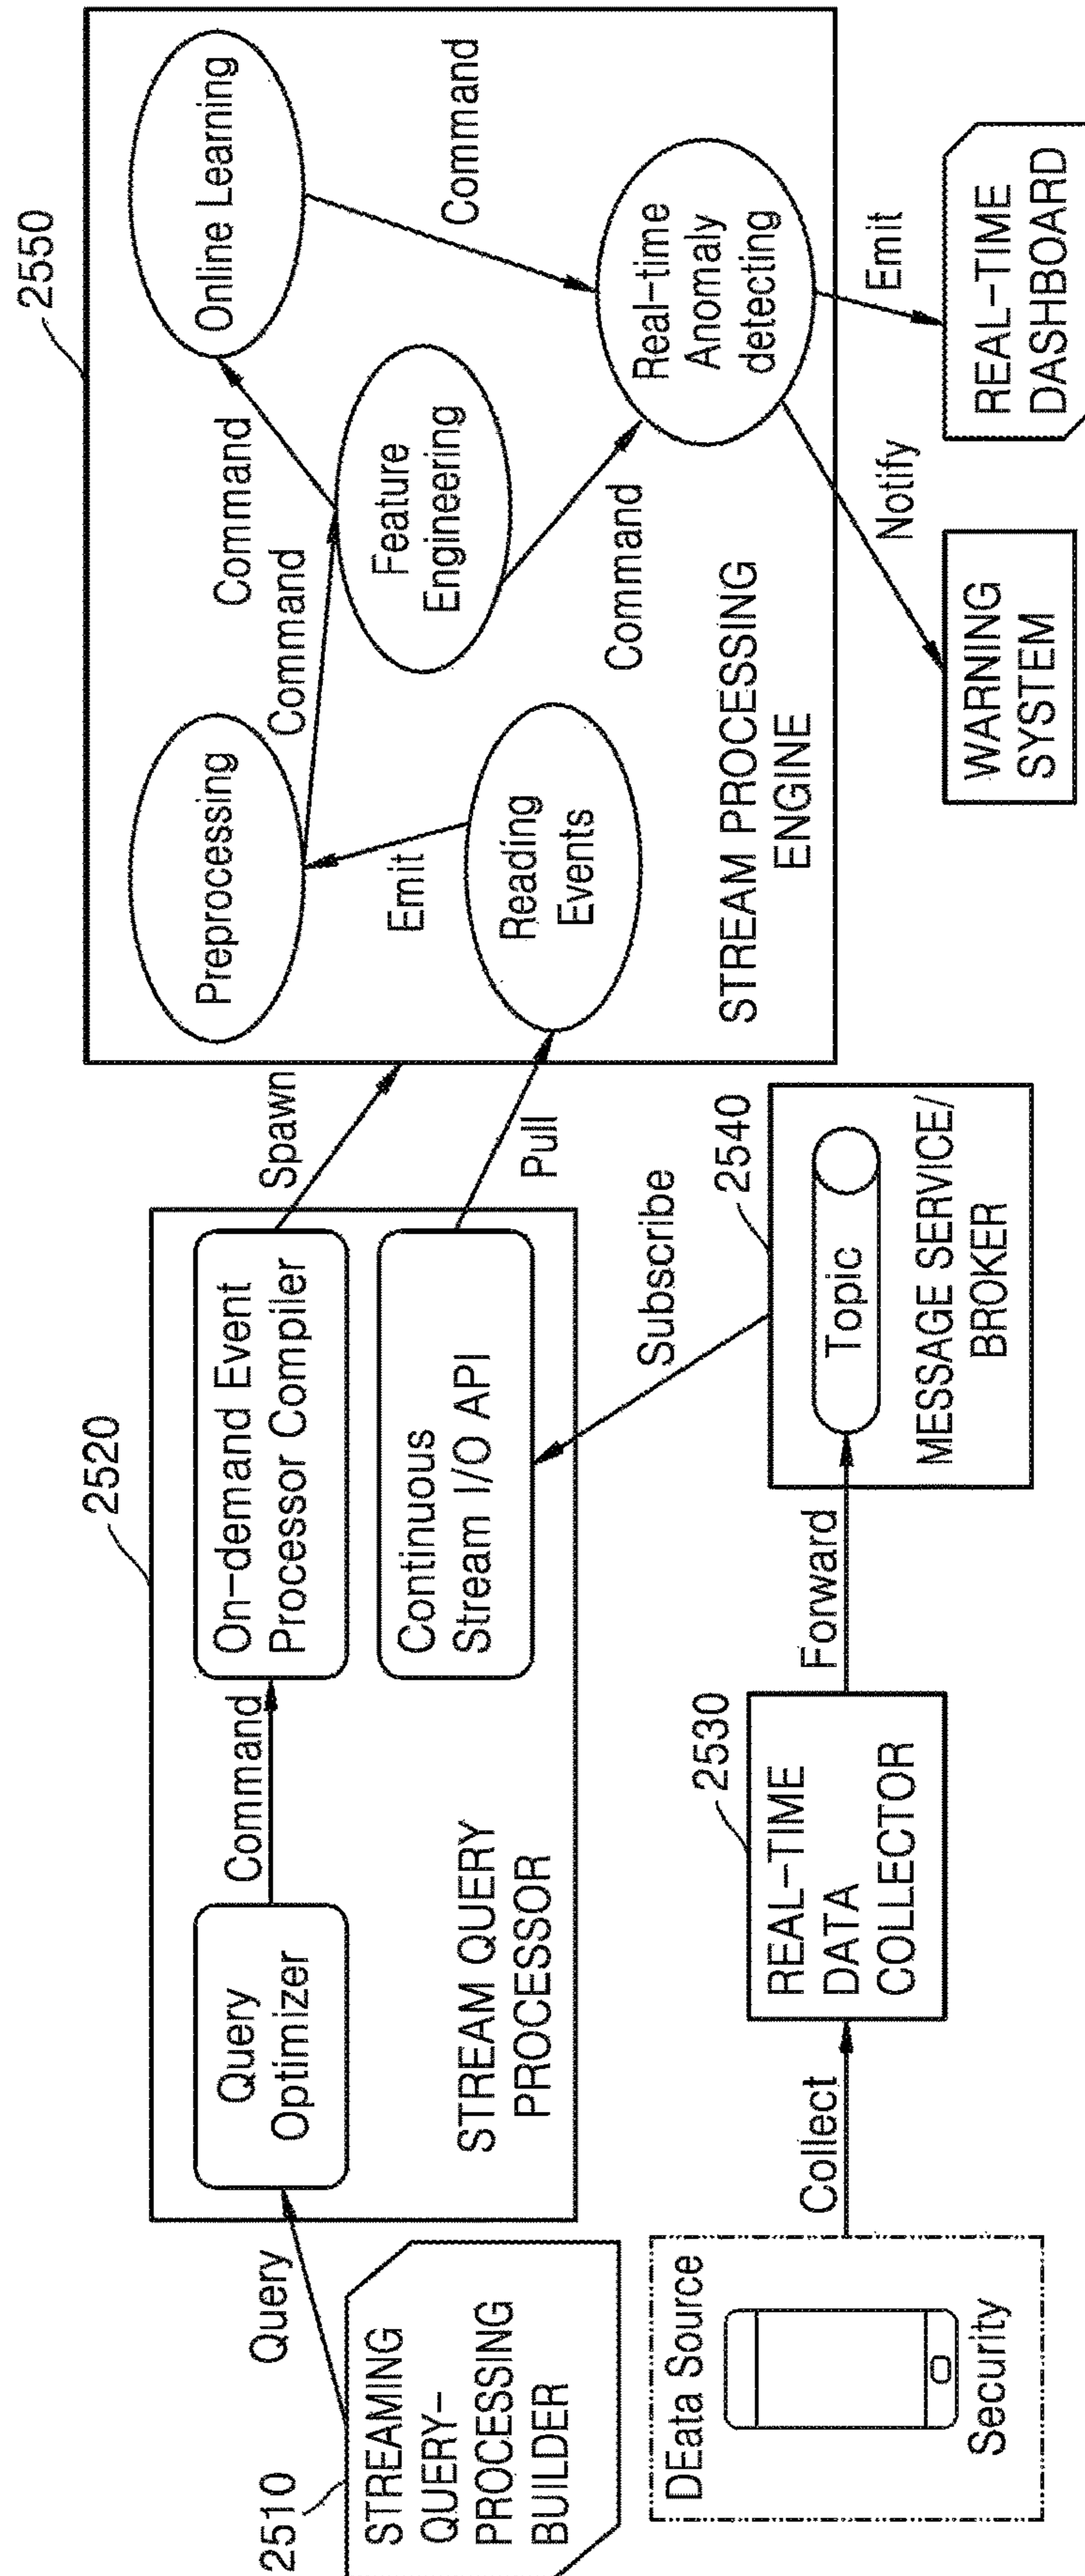 2510
STREAMING
QUERY-
PROCESSING
BUILDER
Query
2520
Query
Optimizer
Command
On-demand Event
Processor Compiler
Continuous
Stream I/O API
STREAM QUERY
PROCESSOR
Spawn
Pull
2550
Preprocessing
Command
Command
Online Learning
Emit
Feature
Engineering
Command
Reading
Events
Command
Real-time
Anomaly
detecting
STREAM PROCESSING
ENGINE
DEata Source
Security
Collect
2530
REAL-TIME
DATA
COLLECTOR
Forward
Subscribe
2540
Topic
MESSAGE SERVICE/
BROKER
Notify
Emit
WARNING
SYSTEM
REAL-TIME
DASHBOARD